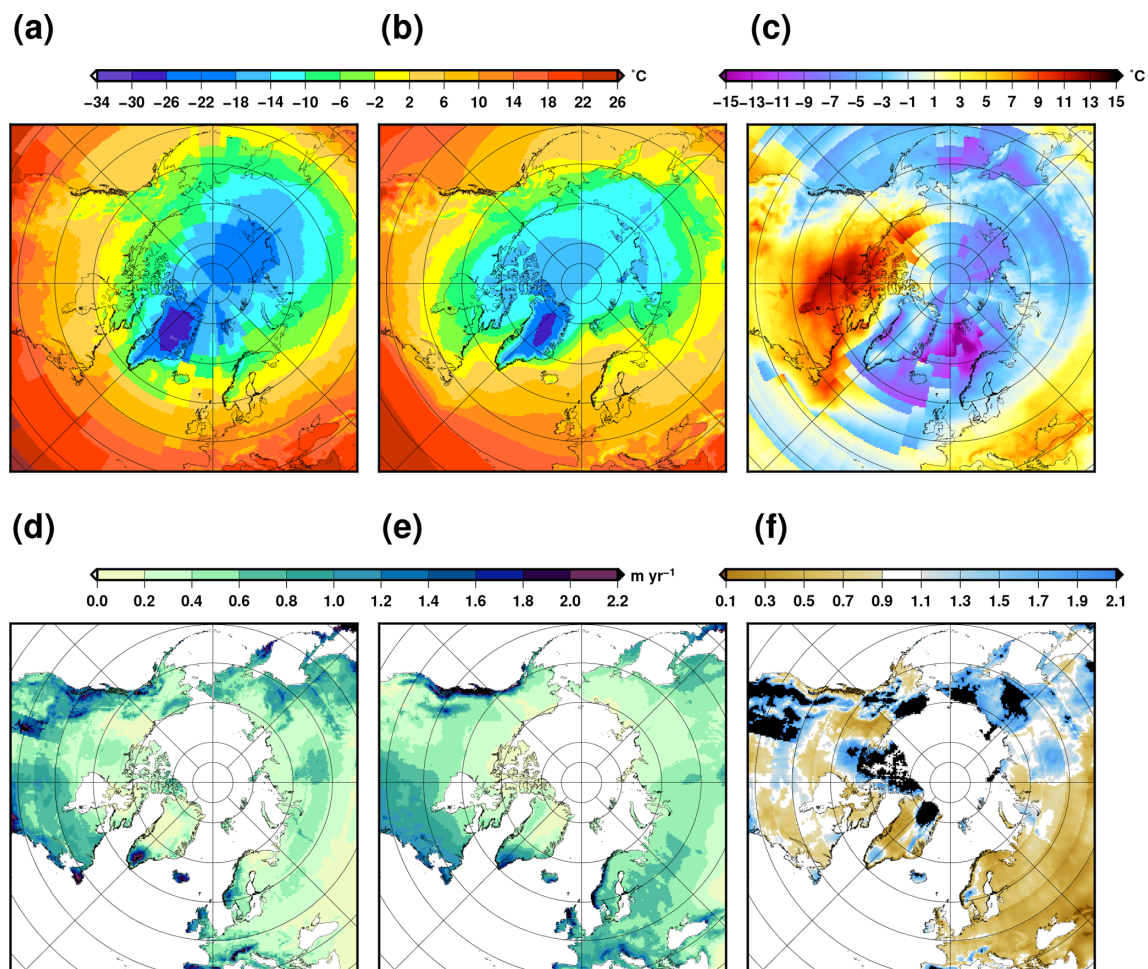 (a) (b) (c)
°C °C
−34 −30 −26 −22 −18 −14 −10 −6 −2 2 6 10 14 18 22 26 −15 −13 −11 −9 −7 −5 −3 −1 1 3 5 7 9 11 13 15
(d) (e) (f)
m yr⁻¹
0.0 0.2 0.4 0.6 0.8 1.0 1.2 1.4 1.6 1.8 2.0 2.2 0.1 0.3 0.5 0.7 0.9 1.1 1.3 1.5 1.7 1.9 2.1